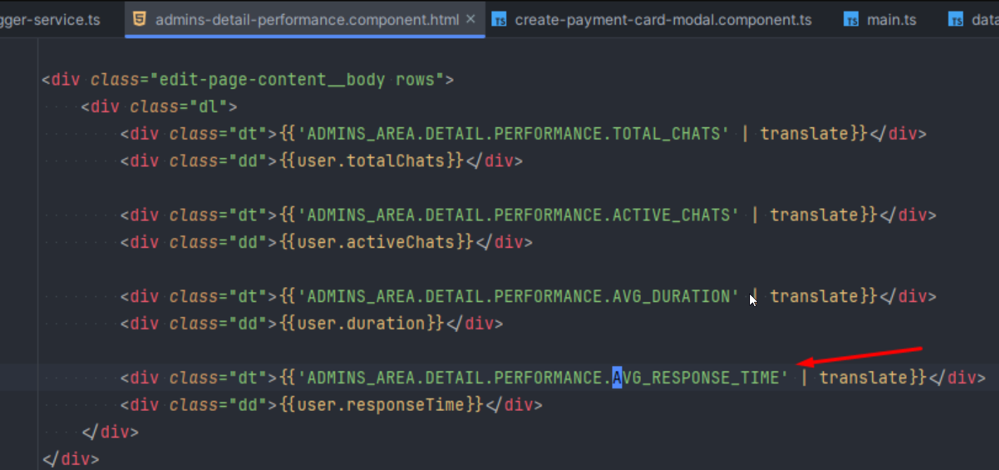 gger-service.ts admins-detail-performance.component.html × TS create-payment-card-modal.component.ts TS main.ts TS data
<div class="edit-page-content__body rows">
<div class="dl">
<div class="dt">{{'ADMINS_AREA.DETAIL.PERFORMANCE.TOTAL_CHATS' | translate}}</div>
<div class="dd">{{user.totalChats}}</div>
<div class="dt">{{'ADMINS_AREA.DETAIL.PERFORMANCE.ACTIVE_CHATS' | translate}}</div>
<div class="dd">{{user.activeChats}}</div>
<div class="dt">{{'ADMINS_AREA.DETAIL.PERFORMANCE.AVG_DURATION' | translate}}</div>
<div class="dd">{{user.duration}}</div>
<div class="dt">{{'ADMINS_AREA.DETAIL.PERFORMANCE.AVG_RESPONSE_TIME' | translate}}</div>
<div class="dd">{{user.responseTime}}</div>
</div>
</div>